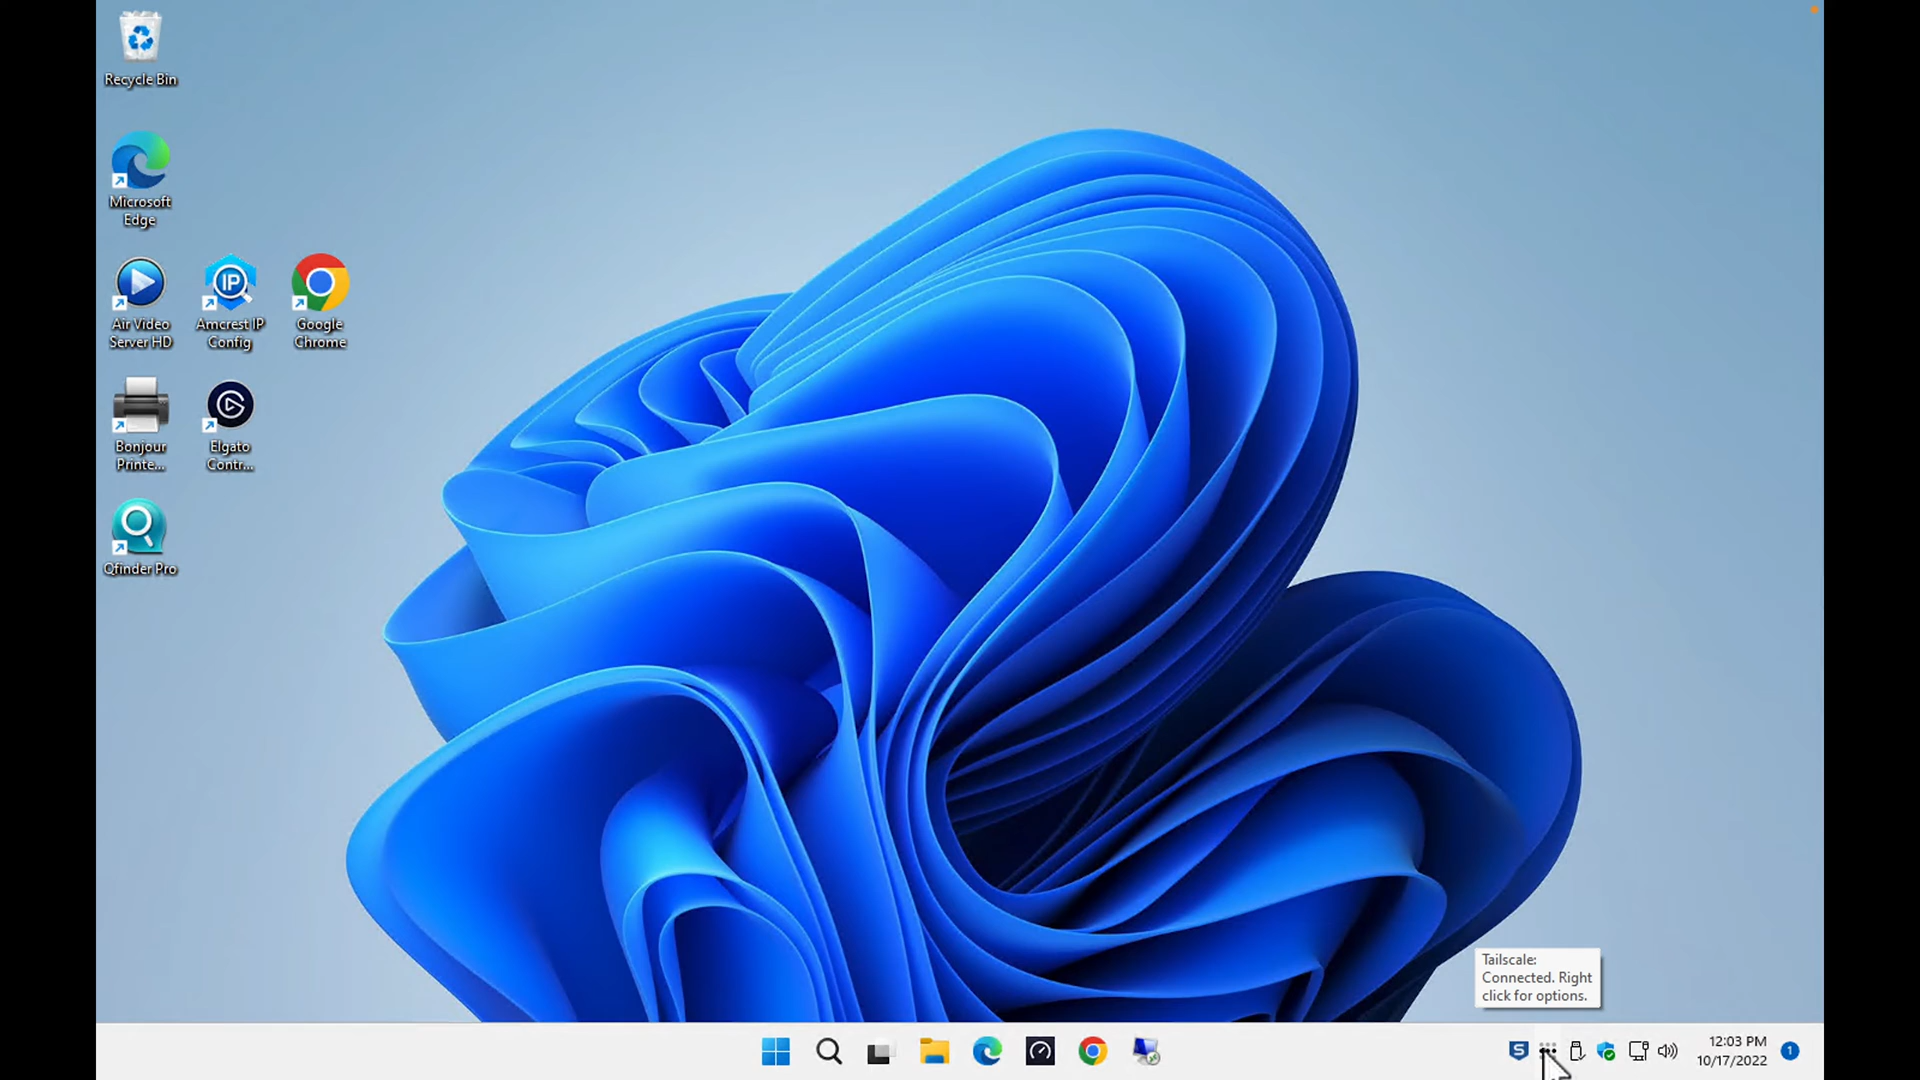 Recycle Bin
Microsoft
Edge
Air Video
Server HD
Amcrest IP
Config
Google
Chrome
Bonjour
Printe...
Elgato
Contr...
Qfinder Pro
Tailscale:
Connected. Right
click for options.
12:03 PM
10/17/2022
1